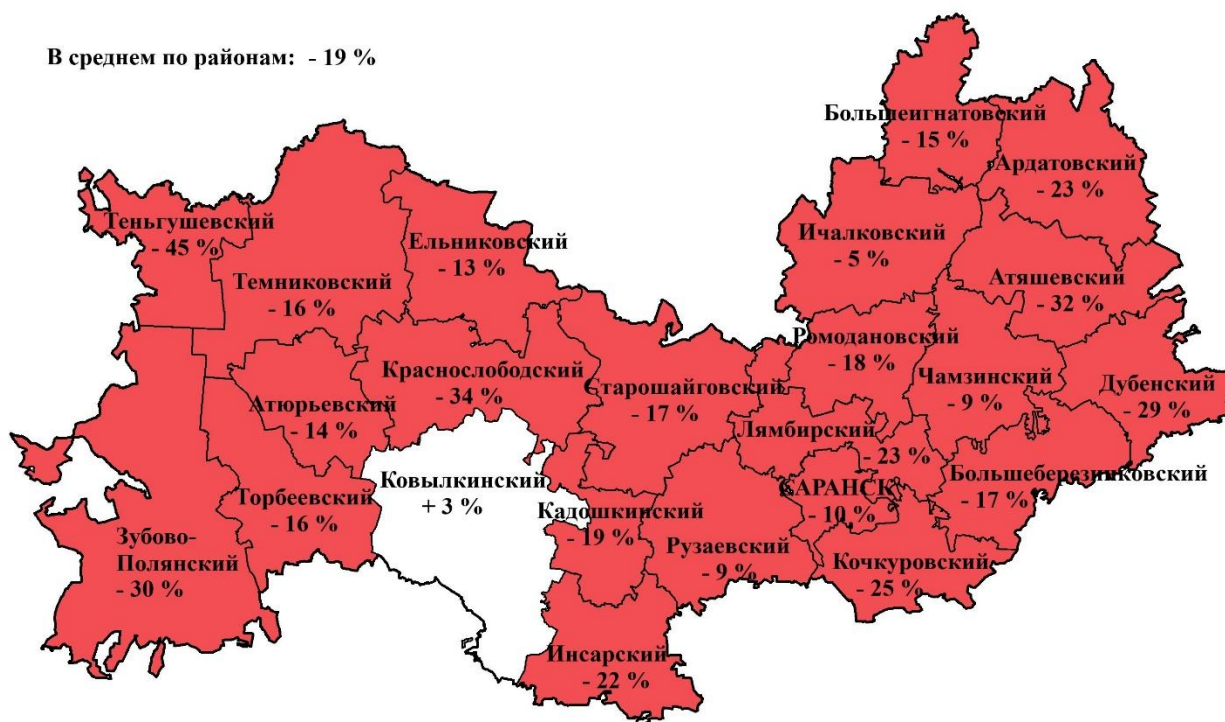 В среднем по районам: - 19 %
Большеигнатовский
- 15 %
Ардатовский
- 23 %
Теньгушевский
- 45 %
Ельниковский
- 13 %
Ичалковский
- 5 %
Темниковский
- 16 %
Атяшевский
- 32 %
Ромодановский
- 18 %
Краснослободский
- 34 %
Старошайговский
- 17 %
Чамзинский
- 9 %
Дубенский
- 29 %
Атюрьевский
- 14 %
Лямбирский
- 23 %
Ковылкинский
+ 3 %
САРАНСК
- 10 %
Большеберезниковский
- 17 %
Торбеевский
- 16 %
Кадошкинский
- 19 %
Зубово-
Полянский
- 30 %
Рузаевский
- 9 %
Кочкуровский
- 25 %
Инсарский
- 22 %